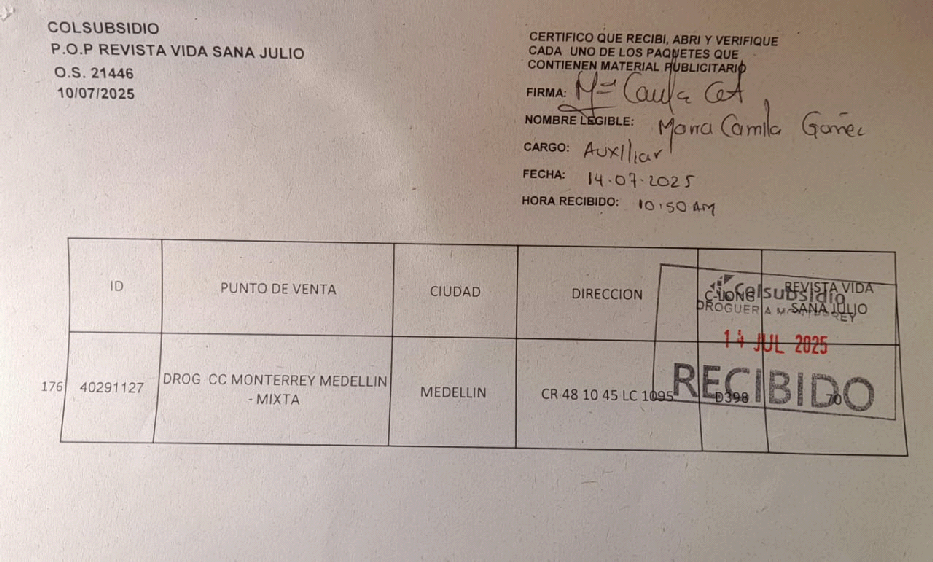 COLSUBSIDIO
P.O.P REVISTA VIDA SANA JULIO
O.S. 21446
10/07/2025
CERTIFICO QUE RECIBI, ABRI Y VERIFIQUE
CADA UNO DE LOS PAQUETES QUE
CONTIENEN MATERIAL PUBLICITARIO
FIRMA: Mª
NOMBRE LEGIBLE: Maria Camila
CARGO: Auxiliar
FECHA: 14-07-2025
HORA RECIBIDO: 10:50 AM
ID PUNTO DE VENTA CIUDAD DIRECCION REVISTA VIDA
SANA JULIO
176 40291127 DROG CC MONTERREY MEDELLIN
- MIXTA
MEDELLIN CR 48 10 45 LC 1095 D398 70
Colsubsidio
DROGUERIA MONTERREY
14 JUL 2025
RECIBIDO